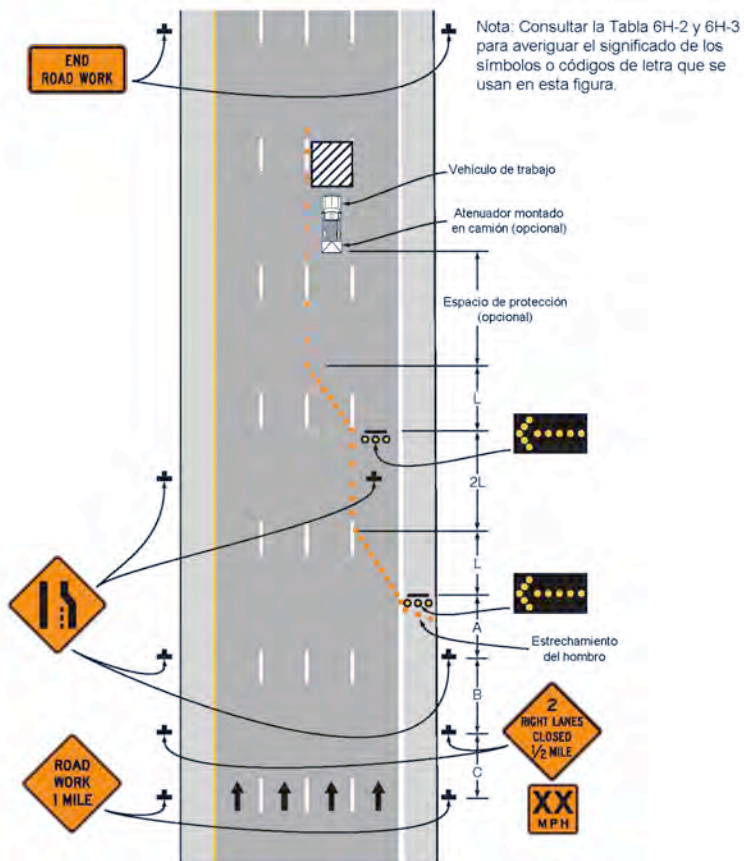 END
ROAD WORK
Nota: Consultar la Tabla 6H-2 y 6H-3
para averiguar el significado de los
símbolos o códigos de letra que se
usan en esta figura.
Vehículo de trabajo
Atenuador montado
en camión (opcional)
Espacio de protección
(opcional)
L
2L
L
A
Estrechamiento
del hombro
B
2
RIGHT LANES
CLOSED
1/2 MILE
C
ROAD
WORK
1 MILE
XX
MPH